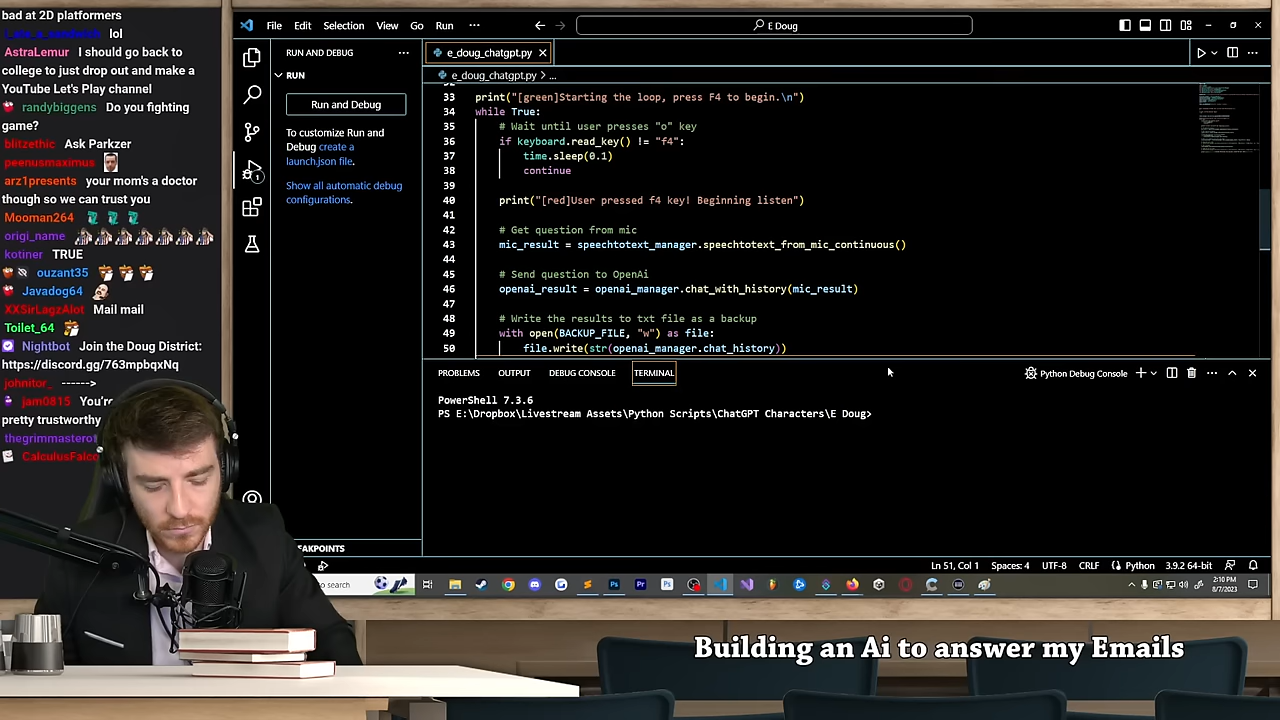 bad at 2D platformers
lol
AstraLemur I should go back to
college to just drop out and make a
YouTube Let's Play channel
randybiggens Do you fighting
game?
blitzethic Ask Parkzer
peenusmaximus
arz1presents your mom's a doctor
though so we can trust you
Mooman264
origi_name
kotiner TRUE
ouzant35
Javadog64
XXSirLagzAlot Mail mail
Toilet_64
Nightbot Join the Doug District:
https://discord.gg/763mpbqxNq
johnitor_ ------>
jam0815 You're
pretty trustworthy
thegrimmasterof
CalculusFalco
File Edit Selection View Go Run ···
E Doug
RUN AND DEBUG ···
RUN
Run and Debug
To customize Run and
Debug create a
launch.json file.
Show all automatic debug
configurations.
e_doug_chatgpt.py
e_doug_chatgpt.py > ...
33 print("[green]Starting the loop, press F4 to begin.\n")
34 while True:
35 # Wait until user presses "o" key
36 if keyboard.read_key() != "f4":
37 time.sleep(0.1)
38 continue
39
40 print("[red]User pressed f4 key! Beginning listen")
41
42 # Get question from mic
43 mic_result = speechtotext_manager.speechtotext_from_mic_continuous()
44
45 # Send question to OpenAi
46 openai_result = openai_manager.chat_with_history(mic_result)
47
48 # Write the results to txt file as a backup
49 with open(BACKUP_FILE, "w") as file:
50 file.write(str(openai_manager.chat_history))
PROBLEMS OUTPUT DEBUG CONSOLE TERMINAL
Python Debug Console
PowerShell 7.3.6
PS E:\Dropbox\Livestream Assets\Python Scripts\ChatGPT Characters\E Doug>
EAKPOINTS
Ln 51, Col 1 Spaces: 4 UTF-8 CRLF Python 3.9.2 64-bit
search
2:10 PM
8/7/2023
Building an Ai to answer my Emails